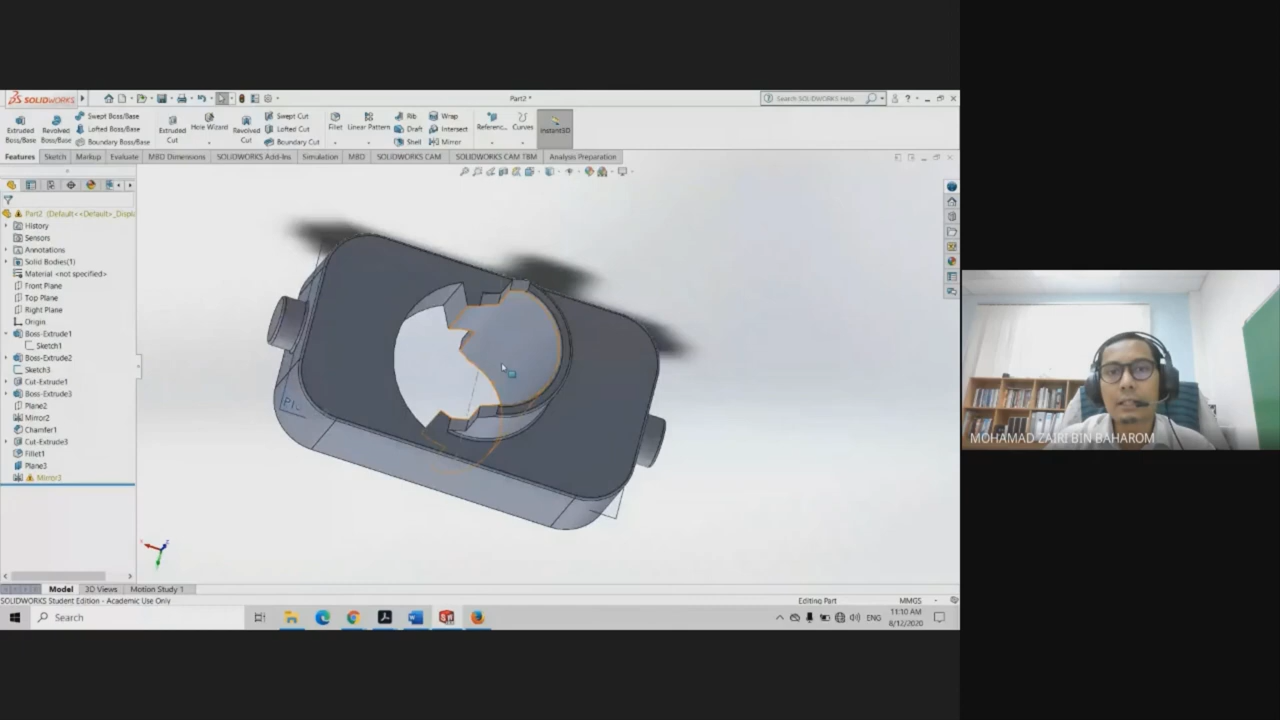 SOLIDWORKS
Part2 *
Search SOLIDWORKS Help
Extruded Boss/Base
Revolved Boss/Base
Swept Boss/Base
Lofted Boss/Base
Boundary Boss/Base
Extruded Cut
Hole Wizard
Revolved Cut
Swept Cut
Lofted Cut
Boundary Cut
Fillet
Linear Pattern
Rib
Draft
Shell
Wrap
Intersect
Mirror
Referenc...
Curves
Instant3D
Features Sketch Markup Evaluate MBD Dimensions SOLIDWORKS Add-Ins Simulation MBD SOLIDWORKS CAM SOLIDWORKS CAM TBM Analysis Preparation
Part2 (Default<<Default>_Displ
History
Sensors
Annotations
Solid Bodies(1)
Material <not specified>
Front Plane
Top Plane
Right Plane
Origin
Boss-Extrude1
Sketch1
Boss-Extrude2
Sketch3
Cut-Extrude1
Boss-Extrude3
Plane2
Mirror2
Chamfer1
Cut-Extrude3
Fillet1
Plane3
Mirror3
MOHAMAD ZAIRI BIN BAHAROM
Model 3D Views Motion Study 1
SOLIDWORKS Student Edition - Academic Use Only
Editing Part
MMGS
Search
ENG
11:10 AM
8/12/2020